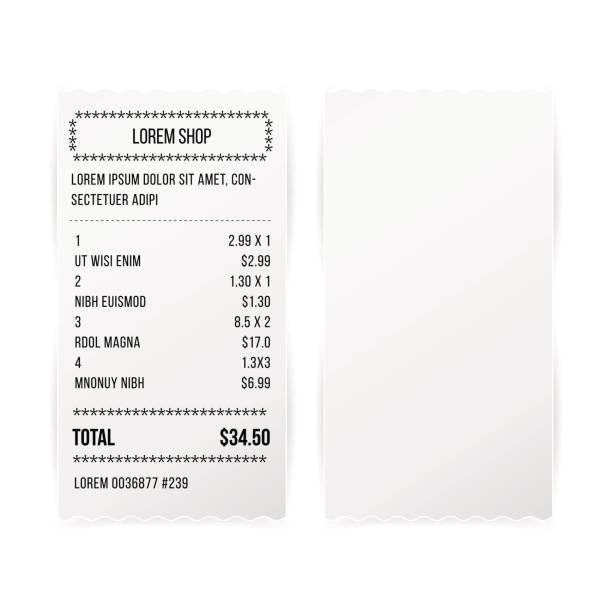 ************************
LOREM SHOP
************************
LOREM IPSUM DOLOR SIT AMET, CON-
SECTETUER ADIPI
1 2.99 X 1
UT WISI ENIM $2.99
2 1.30 X 1
NIBH EUISMOD $1.30
3 8.5 X 2
RDOL MAGNA $17.0
4 1.3X3
MNONUY NIBH $6.99
************************
TOTAL $34.50
************************
LOREM 0036877 #239